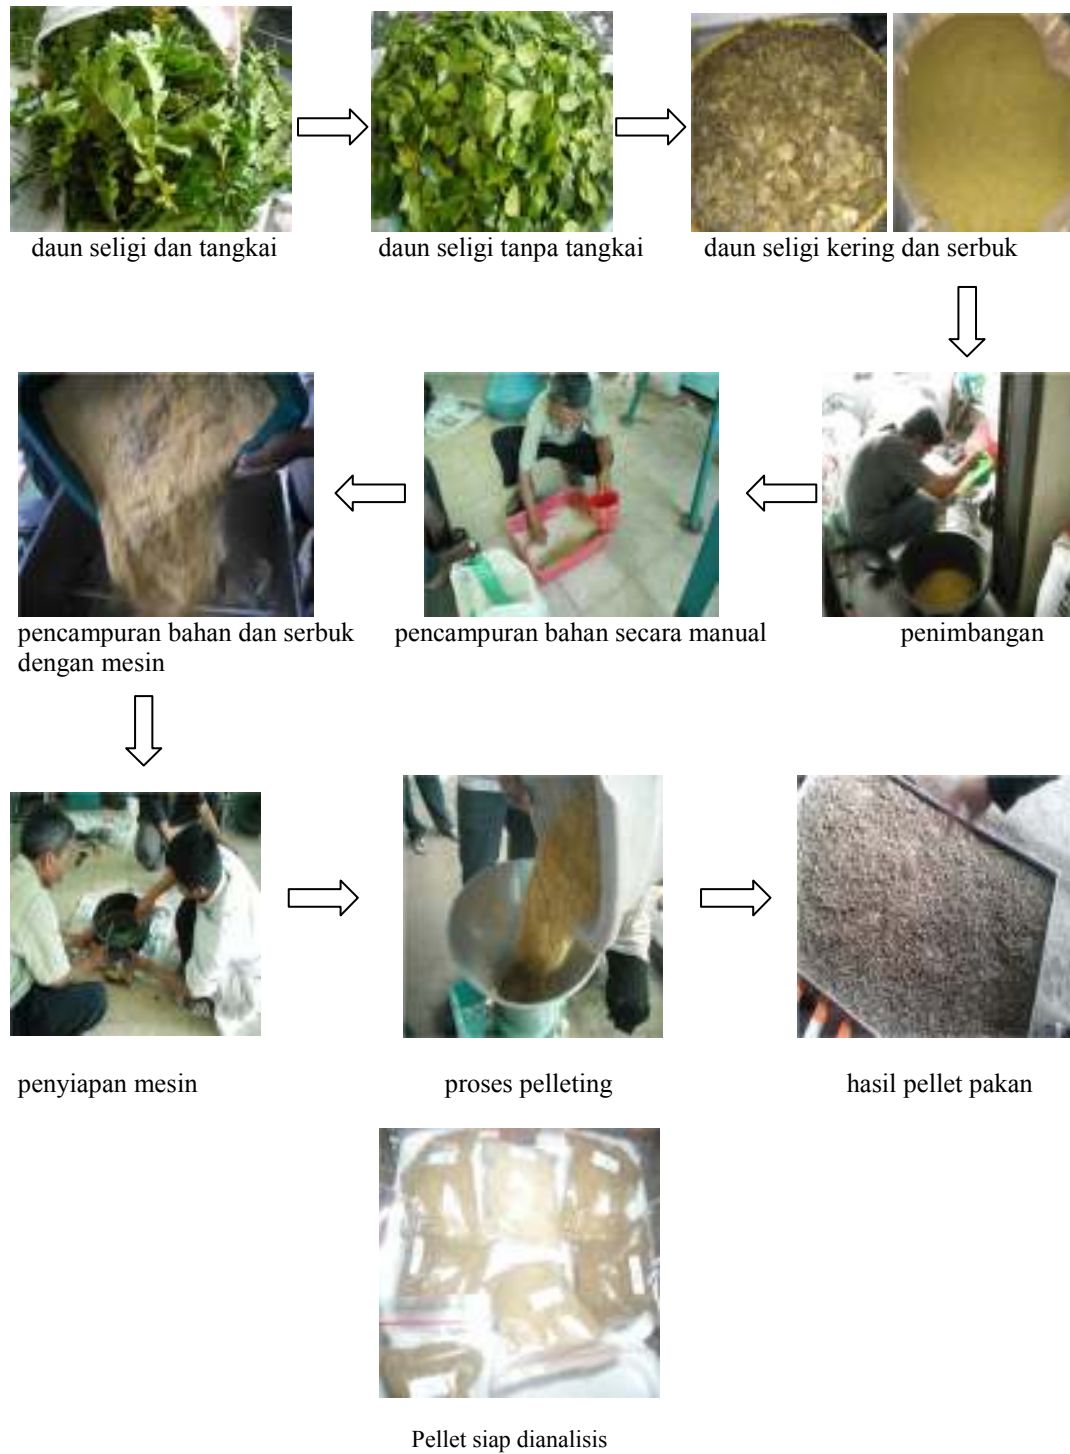 daun seligi dan tangkai
daun seligi tanpa tangkai
daun seligi kering dan serbuk
pencampuran bahan dan serbuk
dengan mesin
pencampuran bahan secara manual
penimbangan
penyiapan mesin
proses pelleting
hasil pellet pakan
Pellet siap dianalisis